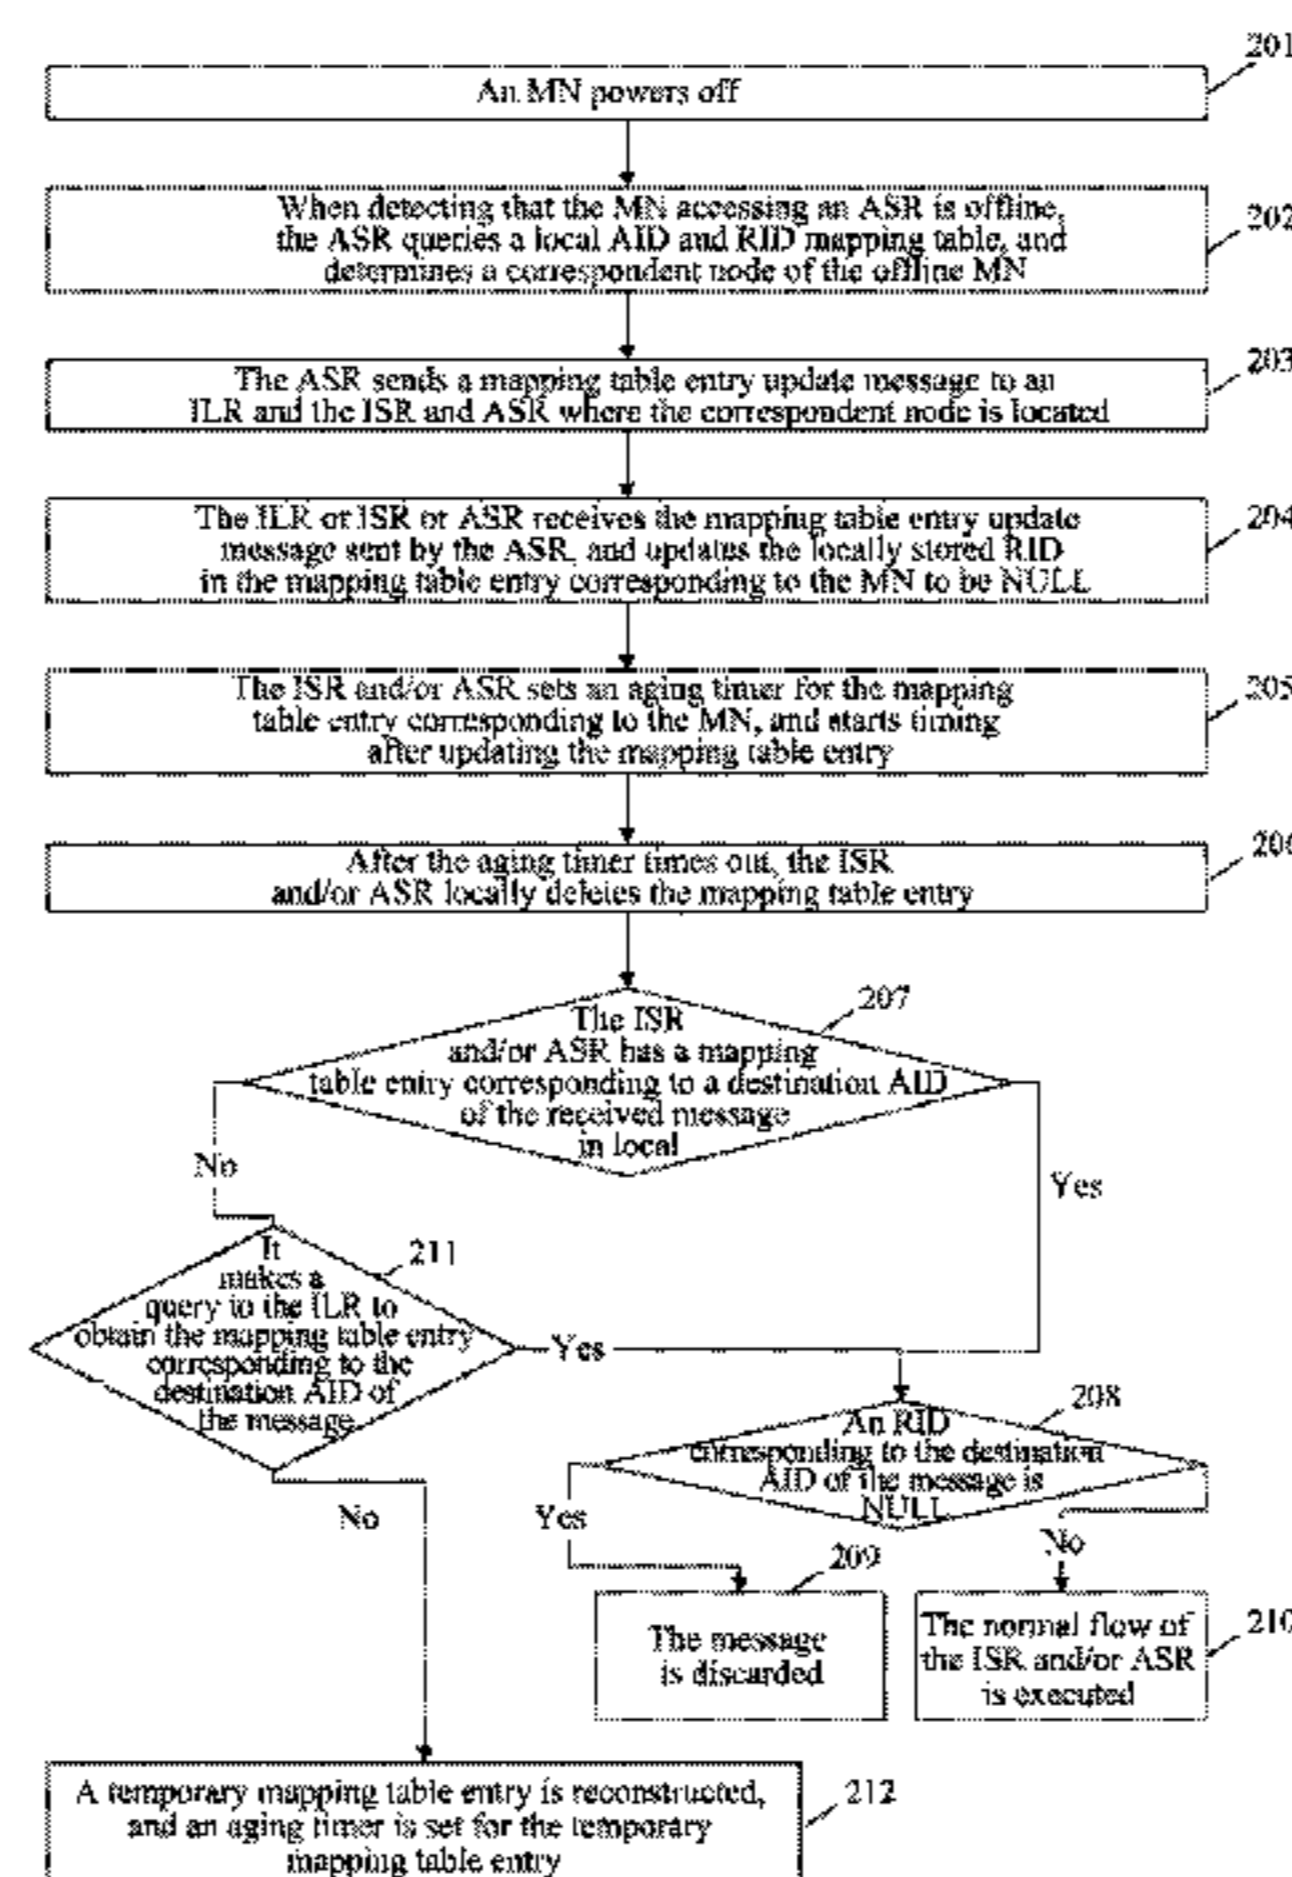 201
An MN powers off
When detecting that the MN accessing an ASR is offline,
the ASR queries a local AID and RID mapping table, and
determines a correspondent node of the offline MN
202
The ASR sends a mapping table entry update message to an
ILR and the ISR and ASR where the correspondent node is located
203
The ILR or ISR or ASR receives the mapping table entry update
message sent by the ASR, and updates the locally stored RID
in the mapping table entry corresponding to the MN to be NULL
204
The ISR and/or ASR sets an aging timer for the mapping
table entry corresponding to the MN, and starts timing
after updating the mapping table entry
205
After the aging timer times out, the ISR
and/or ASR locally deletes the mapping table entry
206
207
The ISR
and/or ASR has a mapping
table entry corresponding to a destination AID
of the received message
in local
No
Yes
211
It
makes a
query to the ILR to
obtain the mapping table entry
corresponding to the
destination AID of
the message
Yes
No
208
An RID
corresponding to the destination
AID of the message is
NULL
Yes
No
209
The message
is discarded
The normal flow of
the ISR and/or ASR
is executed
210
A temporary mapping table entry is reconstructed,
and an aging timer is set for the temporary
mapping table entry
212